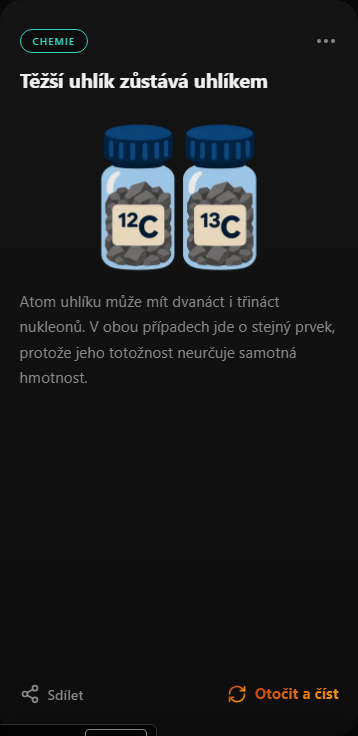 CHEMIE
Těžší uhlík zůstává uhlíkem
¹²C
¹³C
Atom uhlíku může mít dvanáct i třináct
nukleonů. V obou případech jde o stejný prvek,
protože jeho totožnost neurčuje samotná
hmotnost.
Sdílet
Otočit a číst